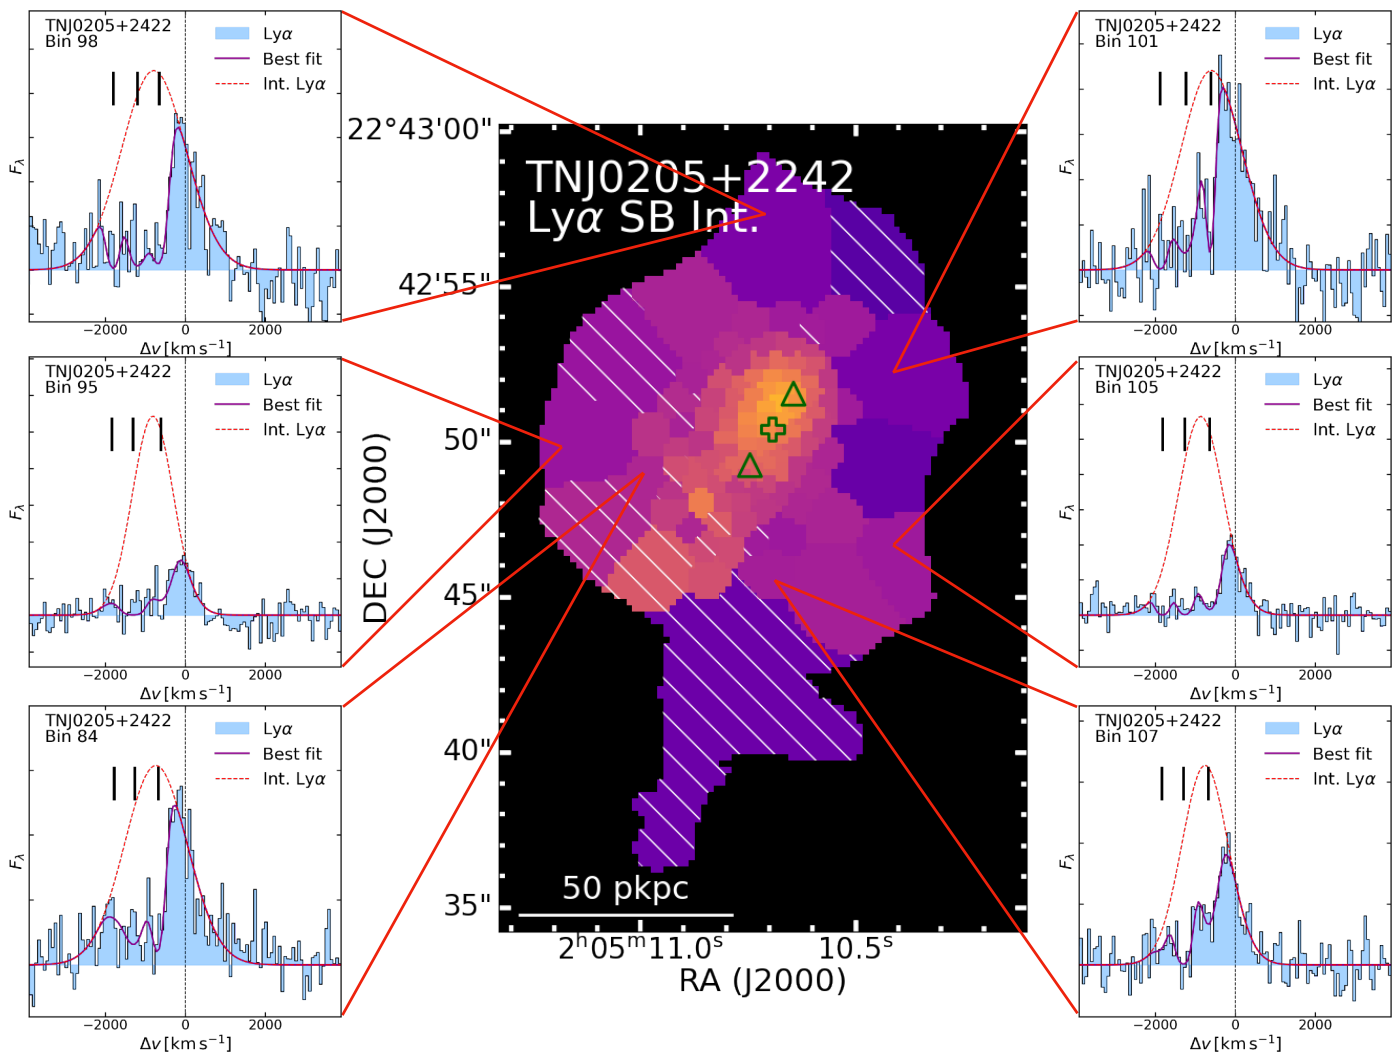 TNJ0205+2422
Bin 98
Lyα
Best fit
Int. Lyα
Fλ
−2000 0 2000
Δv [km s⁻¹]
TNJ0205+2422
Bin 95
Lyα
Best fit
Int. Lyα
Fλ
−2000 0 2000
Δv [km s⁻¹]
TNJ0205+2422
Bin 84
Lyα
Best fit
Int. Lyα
Fλ
−2000 0 2000
Δv [km s⁻¹]
TNJ0205+2242
Lyα SB Int.
22°43'00"
42'55"
50"
45"
40"
35"
DEC (J2000)
50 pkpc
2ʰ05ᵐ11.0ˢ 10.5ˢ
RA (J2000)
TNJ0205+2422
Bin 101
Lyα
Best fit
Int. Lyα
Fλ
−2000 0 2000
Δv [km s⁻¹]
TNJ0205+2422
Bin 105
Lyα
Best fit
Int. Lyα
Fλ
−2000 0 2000
Δv [km s⁻¹]
TNJ0205+2422
Bin 107
Lyα
Best fit
Int. Lyα
Fλ
−2000 0 2000
Δv [km s⁻¹]